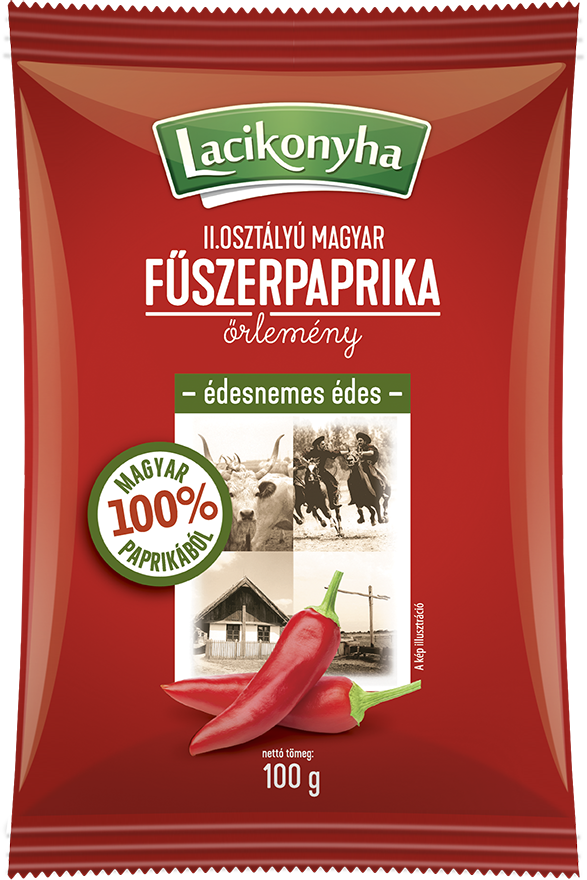 Lacikonyha
II.OSZTÁLYÚ MAGYAR
FŰSZERPAPRIKA
őrlemény
– édesnemes édes –
MAGYAR
100%
PAPRIKÁBÓL
A kép illusztráció
nettó tömeg:
100 g